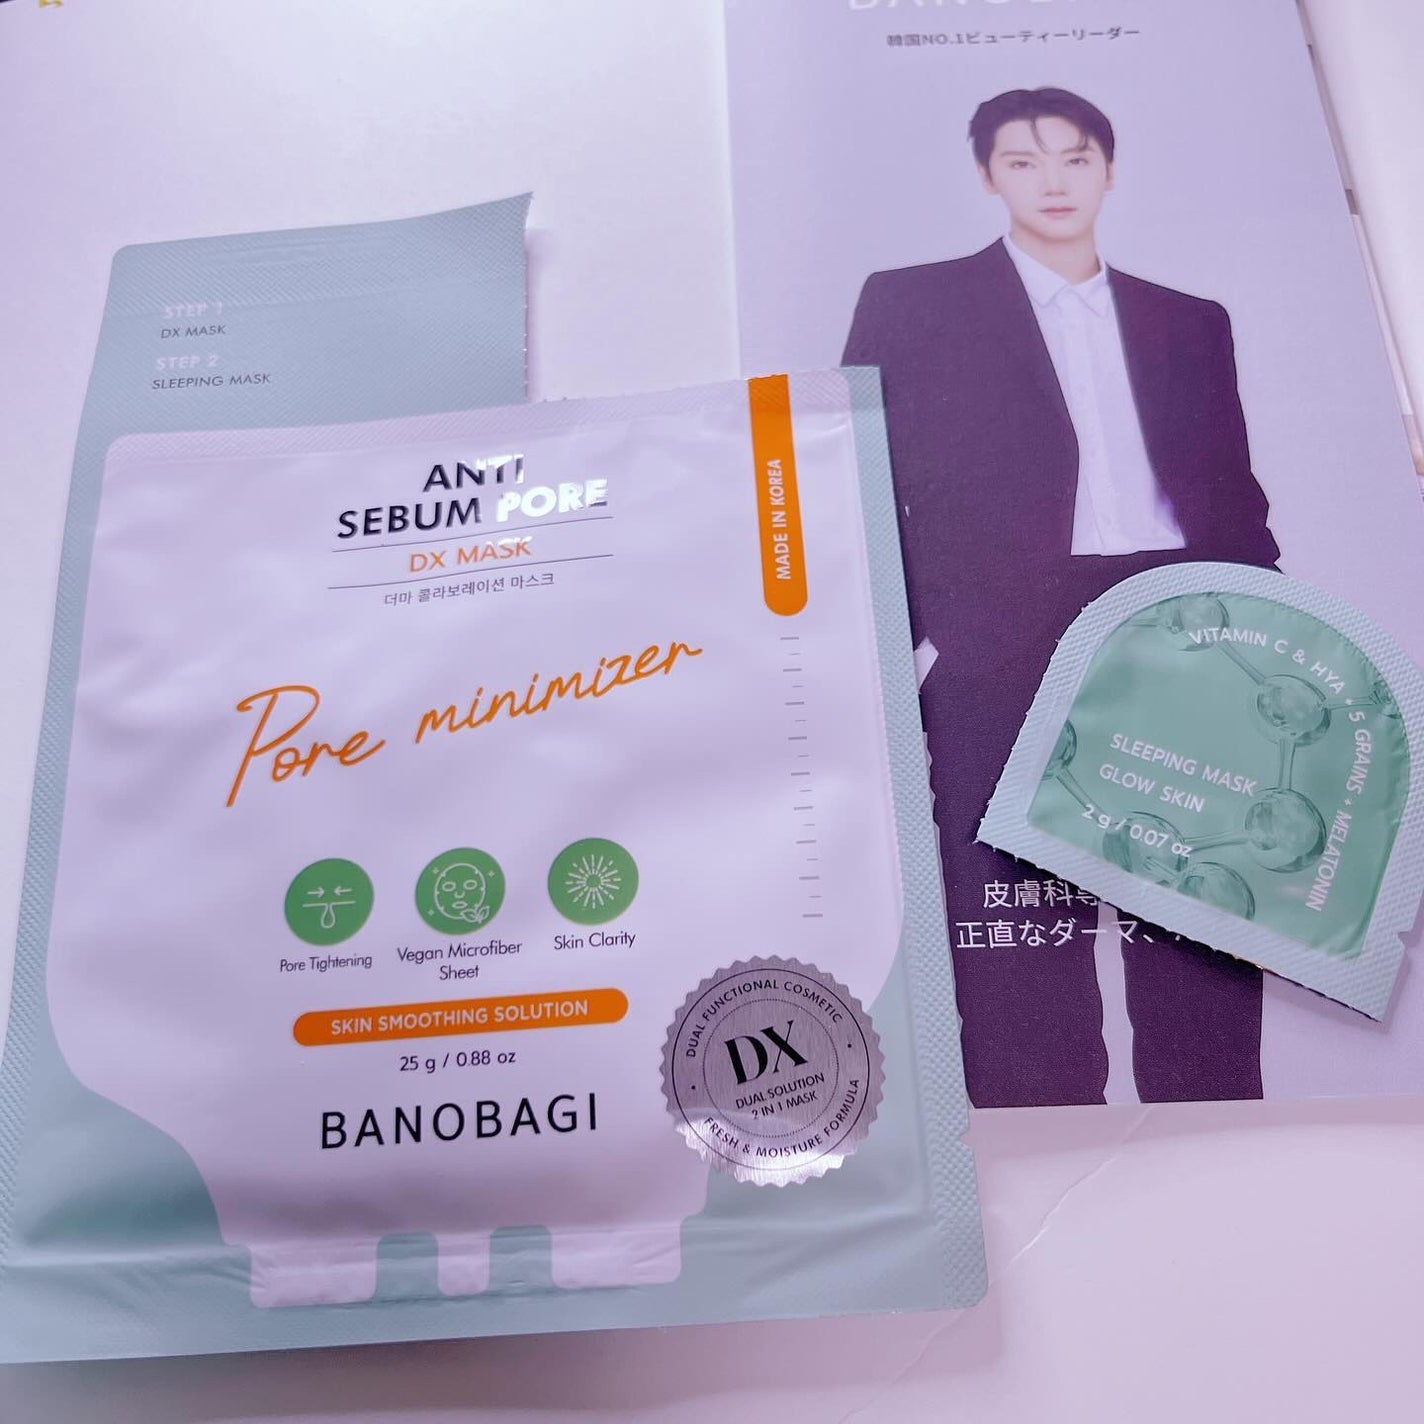 韓国NO.1ビューティーリーダー
STEP 1
DX MASK
STEP 2
SLEEPING MASK
ANTI
SEBUM PORE
DX MASK
더마 콜라보레이션 마스크
MADE IN KOREA
Pore minimizer
Pore Tightening
Vegan Microfiber
Sheet
Skin Clarity
SKIN SMOOTHING SOLUTION
25 g / 0.88 oz
BANOBAGI
DUAL FUNCTIONAL COSMETIC
DX
DUAL SOLUTION
2 IN 1 MASK
FRESH & MOISTURE FORMULA
VITAMIN C & HYA + 5 GRAINS + MELATONIN
SLEEPING MASK
GLOW SKIN
2 g / 0.07 oz
皮膚科専
正直なダーマ、